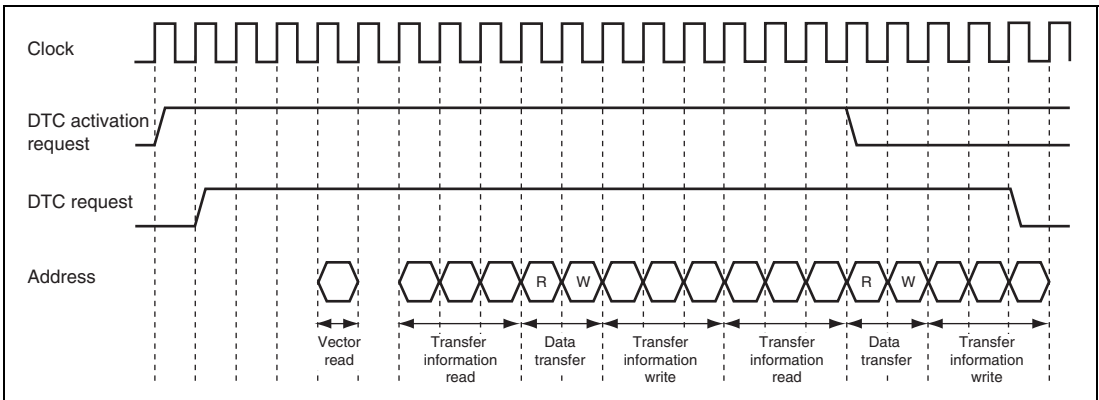 Clock
DTC activation
request
DTC request
Address
R W R W
Vector
read
Transfer
information
read
Data
transfer
Transfer
information
write
Transfer
information
read
Data
transfer
Transfer
information
write